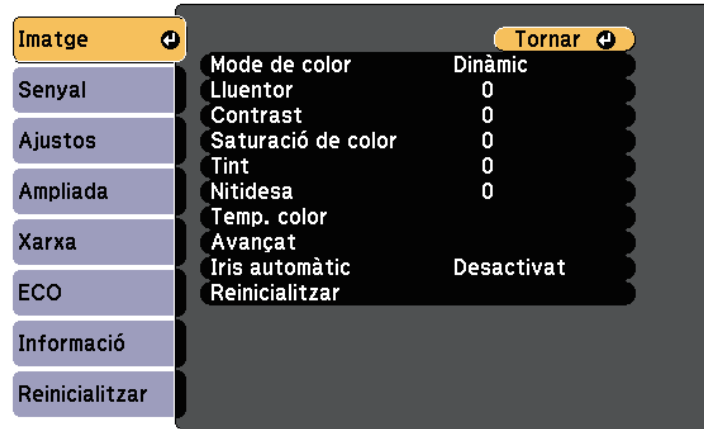 Imatge
Senyal
Ajustos
Ampliada
Xarxa
ECO
Informació
Reinicialitzar
Tornar
Mode de color Dinàmic
Lluentor 0
Contrast 0
Saturació de color 0
Tint 0
Nitidesa 0
Temp. color
Avançat
Iris automàtic Desactivat
Reinicialitzar